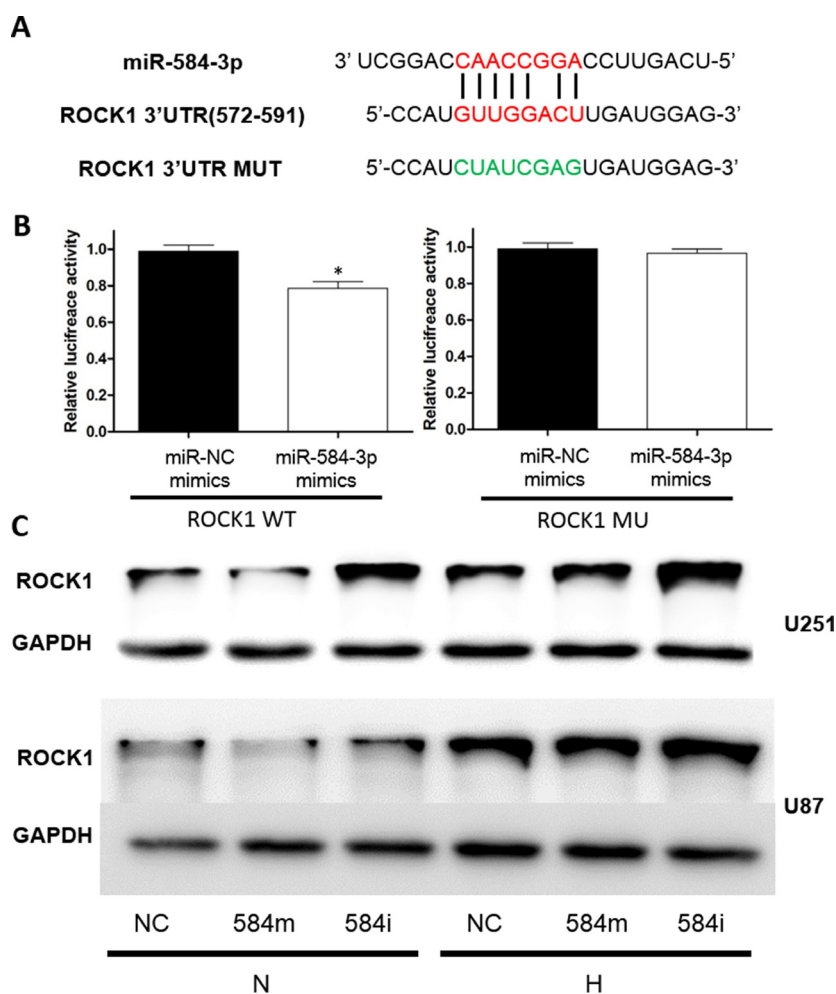 A
miR-584-3p 3’ UCGGACCAACCGGACCUUGACU-5’
ROCK1 3’UTR(572-591) 5’-CCAUGUUGGACUUGAUGGAG-3’
ROCK1 3’UTR MUT 5’-CCAUCUAUCGAGUGAUGGAG-3’
B
Relative lucifreace activity
1.0
0.8
0.6
0.4
0.2
0.0
*
miR-NC mimics
miR-584-3p mimics
ROCK1 WT
Relative lucifreace activity
1.0
0.8
0.6
0.4
0.2
0.0
miR-NC mimics
miR-584-3p mimics
ROCK1 MU
C
ROCK1
GAPDH
U251
ROCK1
GAPDH
U87
NC 584m 584i NC 584m 584i
N H